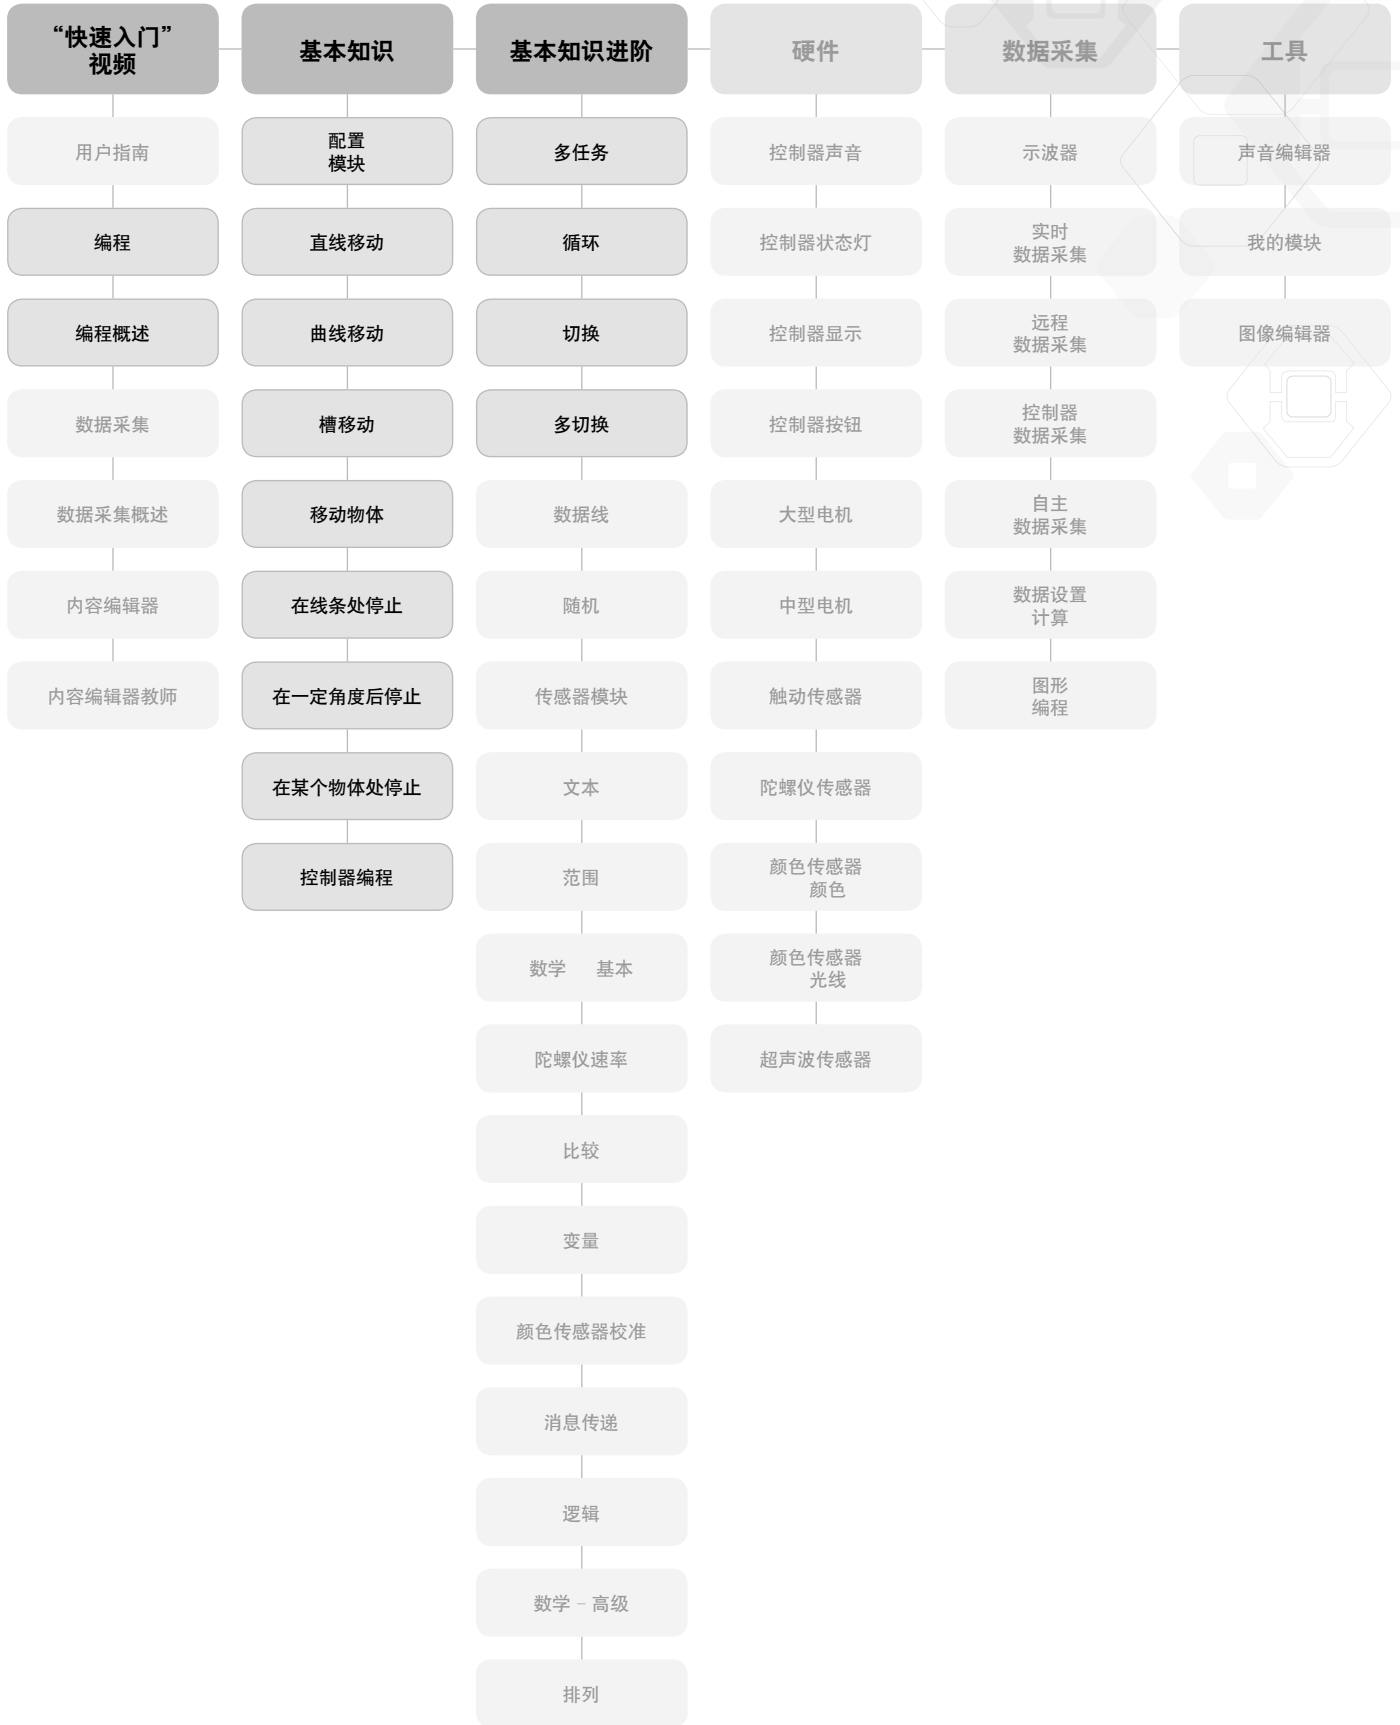 “快速入门”
视频
用户指南
编程
编程概述
数据采集
数据采集概述
内容编辑器
内容编辑器教师
基本知识
配置
模块
直线移动
曲线移动
槽移动
移动物体
在线条处停止
在一定角度后停止
在某个物体处停止
控制器编程
基本知识进阶
多任务
循环
切换
多切换
数据线
随机
传感器模块
文本
范围
数学 基本
陀螺仪速率
比较
变量
颜色传感器校准
消息传递
逻辑
数学 – 高级
排列
硬件
控制器声音
控制器状态灯
控制器显示
控制器按钮
大型电机
中型电机
触动传感器
陀螺仪传感器
颜色传感器
颜色
颜色传感器
光线
超声波传感器
数据采集
示波器
实时
数据采集
远程
数据采集
控制器
数据采集
自主
数据采集
数据设置
计算
图形
编程
工具
声音编辑器
我的模块
图像编辑器